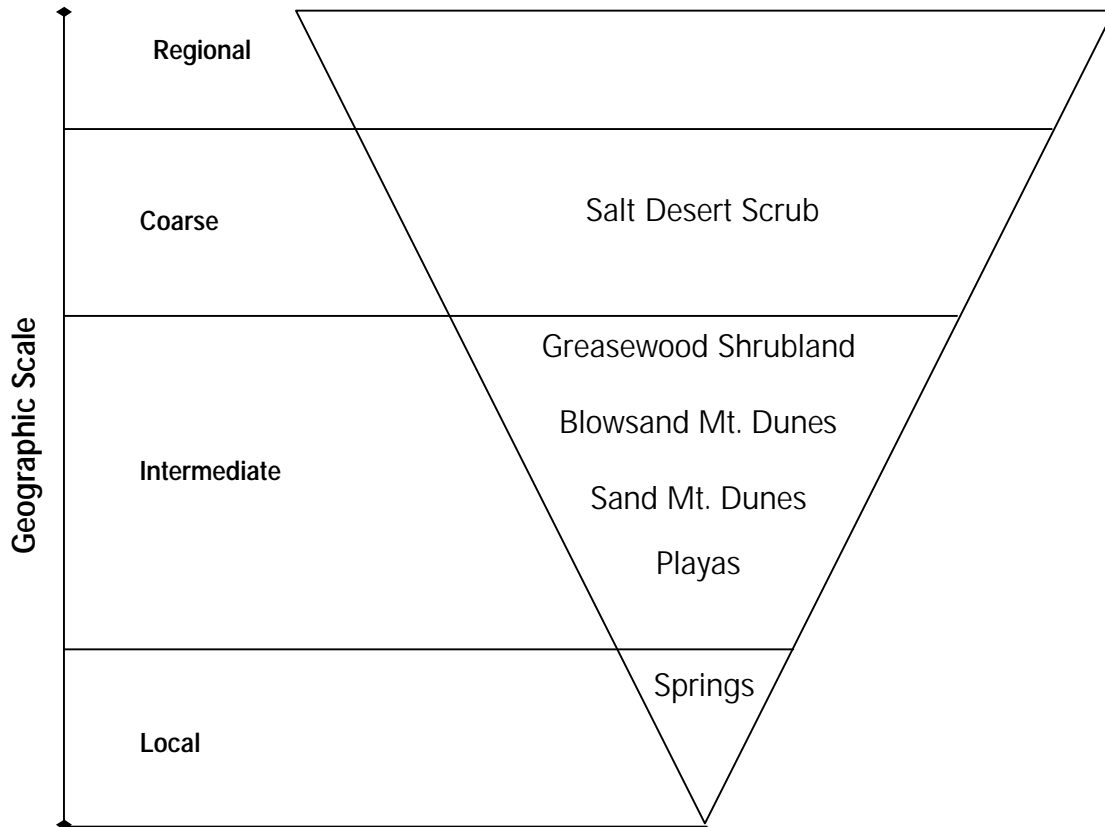 Regional
Coarse
Salt Desert Scrub
Geographic Scale
Greasewood Shrubland
Blowsand Mt. Dunes
Intermediate
Sand Mt. Dunes
Playas
Springs
Local